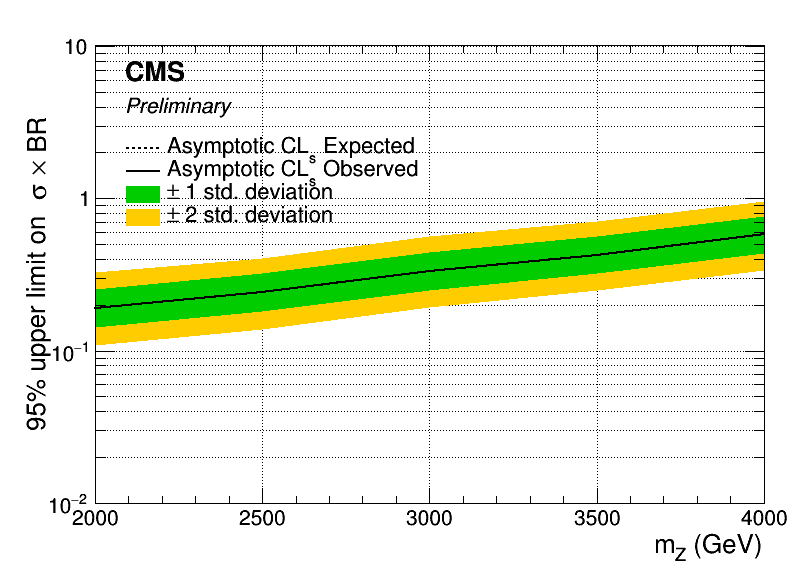 10
CMS
Preliminary
Asymptotic CLs Expected
Asymptotic CLs Observed
± 1 std. deviation
± 2 std. deviation
1
10−1
10−2
95% upper limit on σ × BR
2000 2500 3000 3500 4000
mZ (GeV)